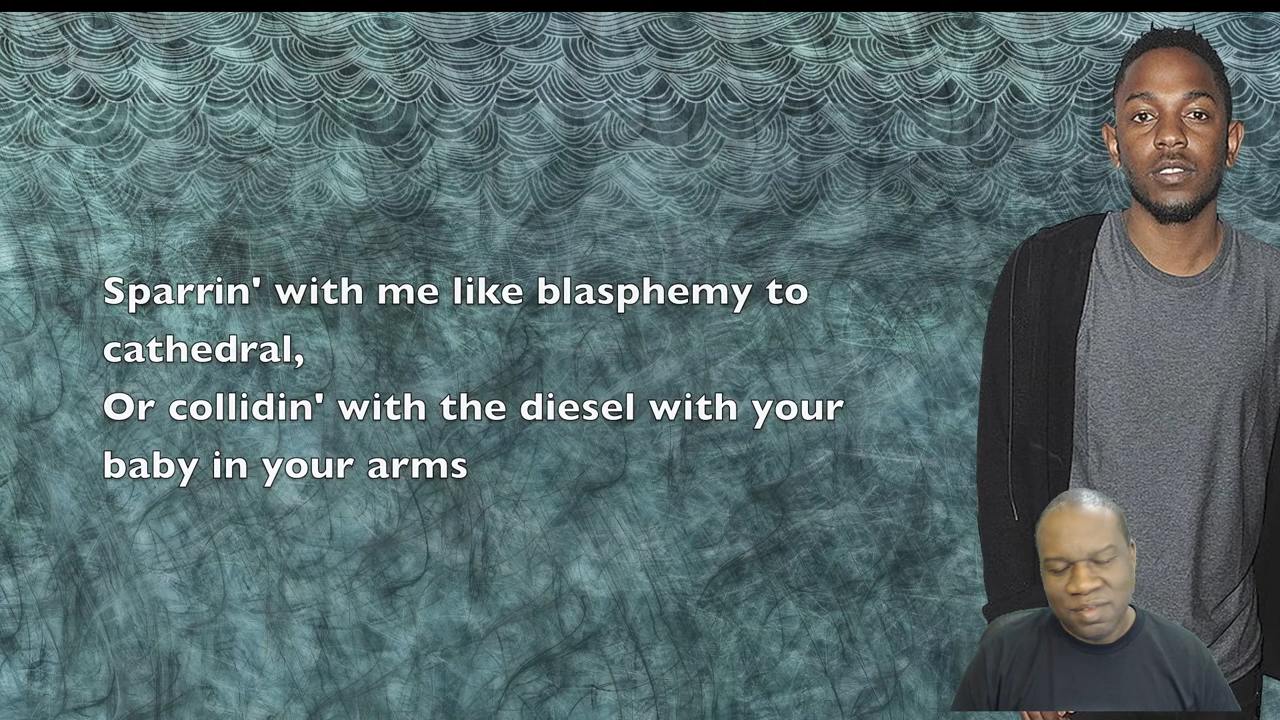 Sparrin' with me like blasphemy to
cathedral,
Or collidin' with the diesel with your
baby in your arms